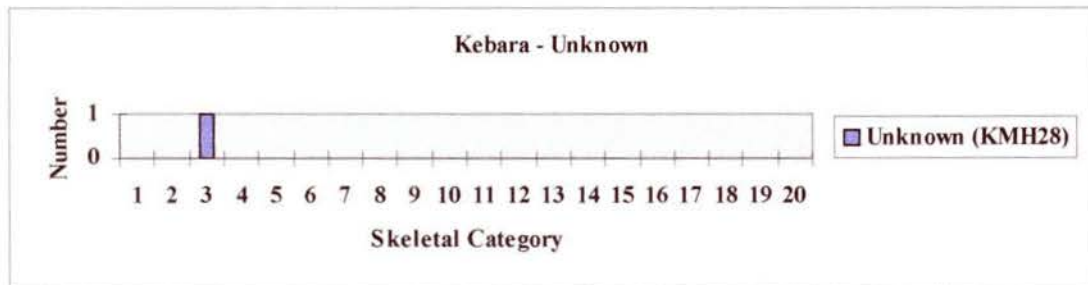 Kebara - Unknown
Number
1
0
1 2 3 4 5 6 7 8 9 10 11 12 13 14 15 16 17 18 19 20
Skeletal Category
Unknown (KMH28)